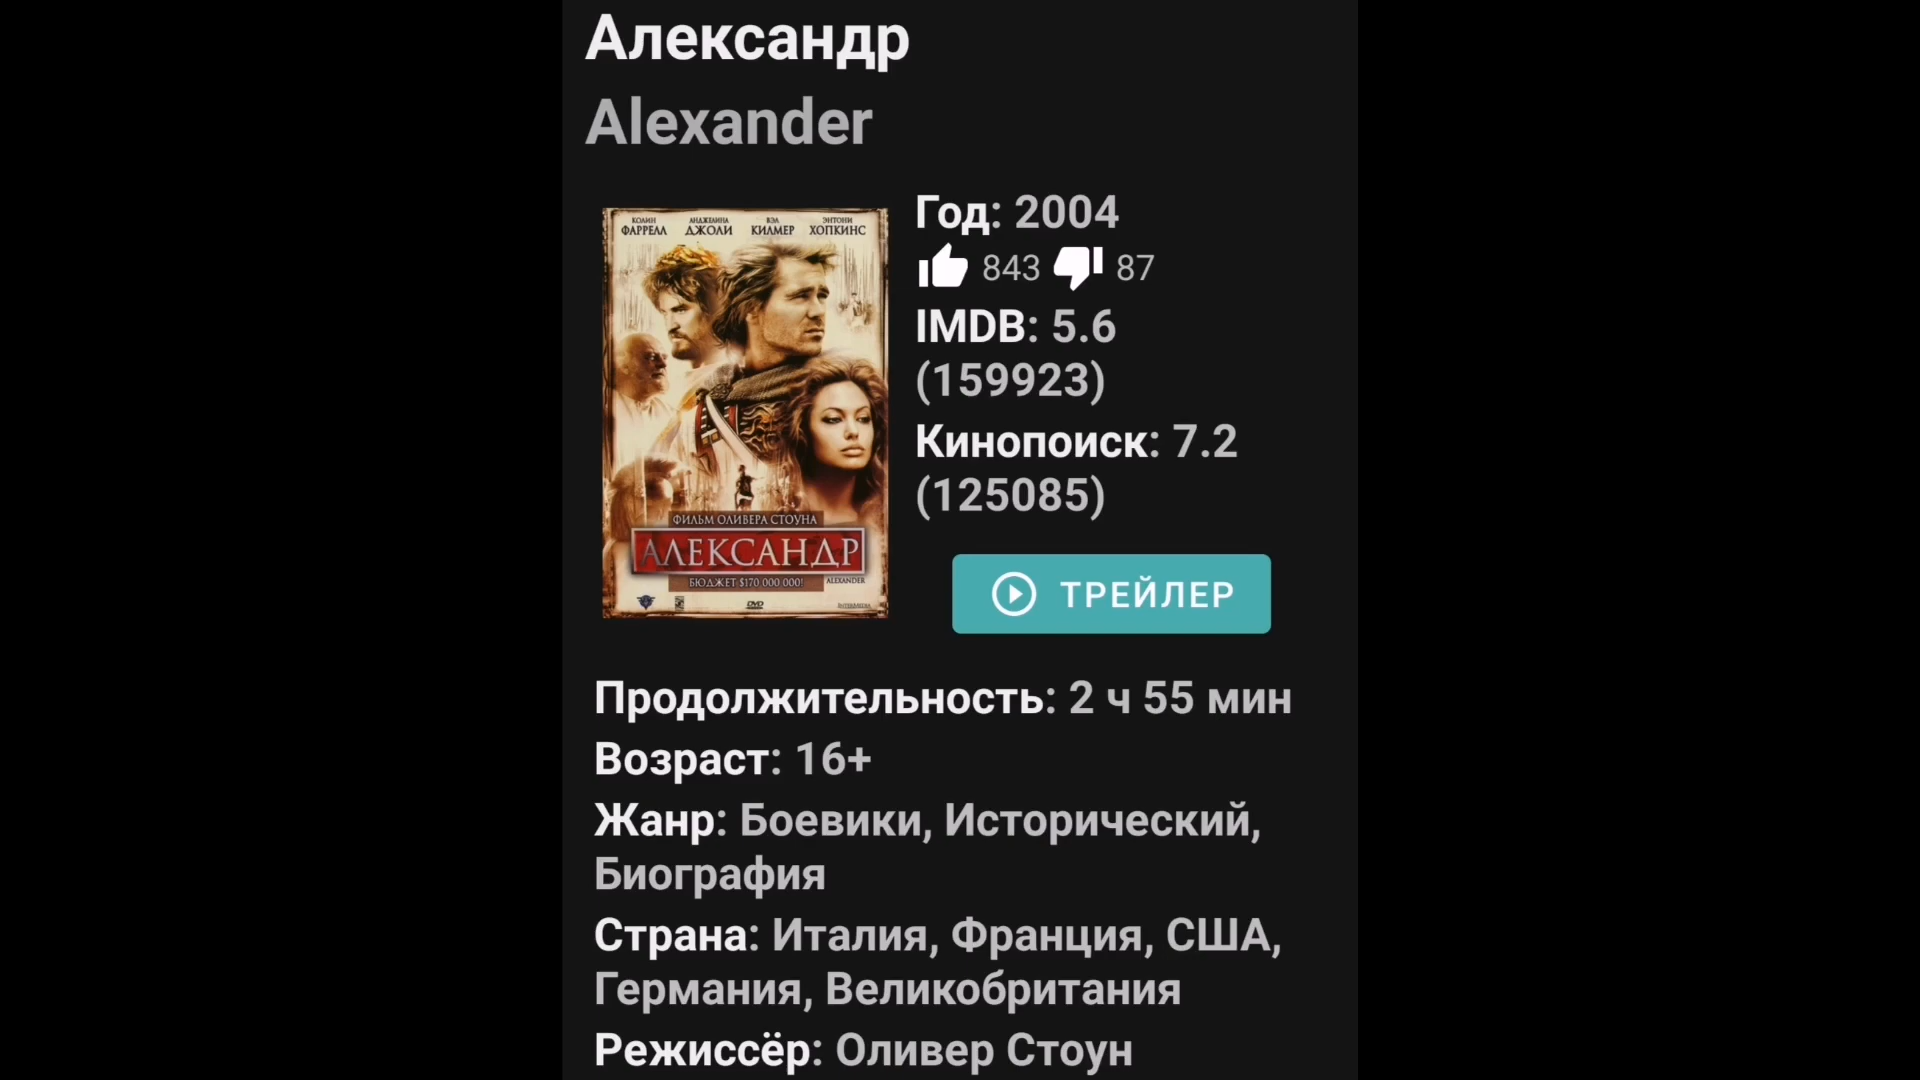 Александр
Alexander
КОЛИН ФАРРЕЛЛ
АНДЖЕЛИНА ДЖОЛИ
ВЭЛ КИЛМЕР
ЭНТОНИ ХОПКИНС
ФИЛЬМ ОЛИВЕРА СТОУНА
АЛЕКСАНДР
БЮДЖЕТ $170 000 000!
ALEXANDER
DVD
INTERMEDIA
Год: 2004
843 87
IMDB: 5.6
(159923)
Кинопоиск: 7.2
(125085)
ТРЕЙЛЕР
Продолжительность: 2 ч 55 мин
Возраст: 16+
Жанр: Боевики, Исторический,
Биография
Страна: Италия, Франция, США,
Германия, Великобритания
Режиссёр: Оливер Стоун